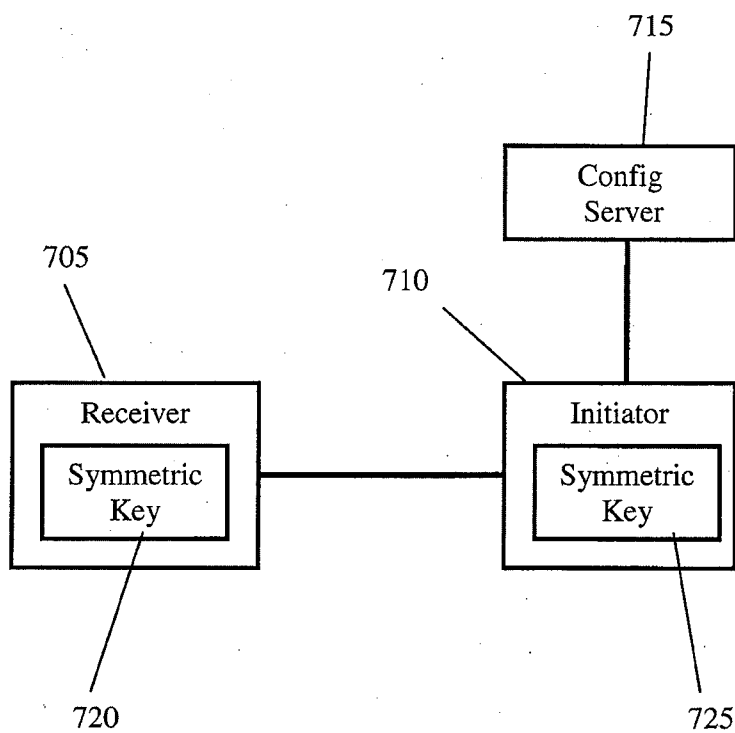 715
Config
Server
705
710
Receiver
Symmetric
Key
Initiator
Symmetric
Key
720
725